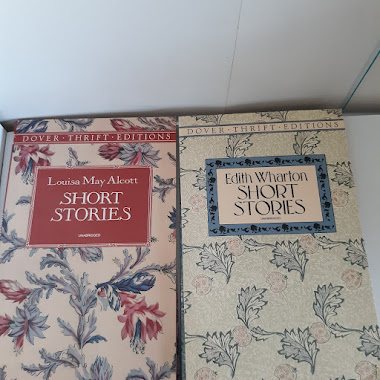 DOVER · THRIFT · EDITIONS
Louisa May Alcott
SHORT
STORIES
UNABRIDGED
DOVER · THRIFT · EDITIONS
Edith Wharton
SHORT
STORIES
UNABRIDGED